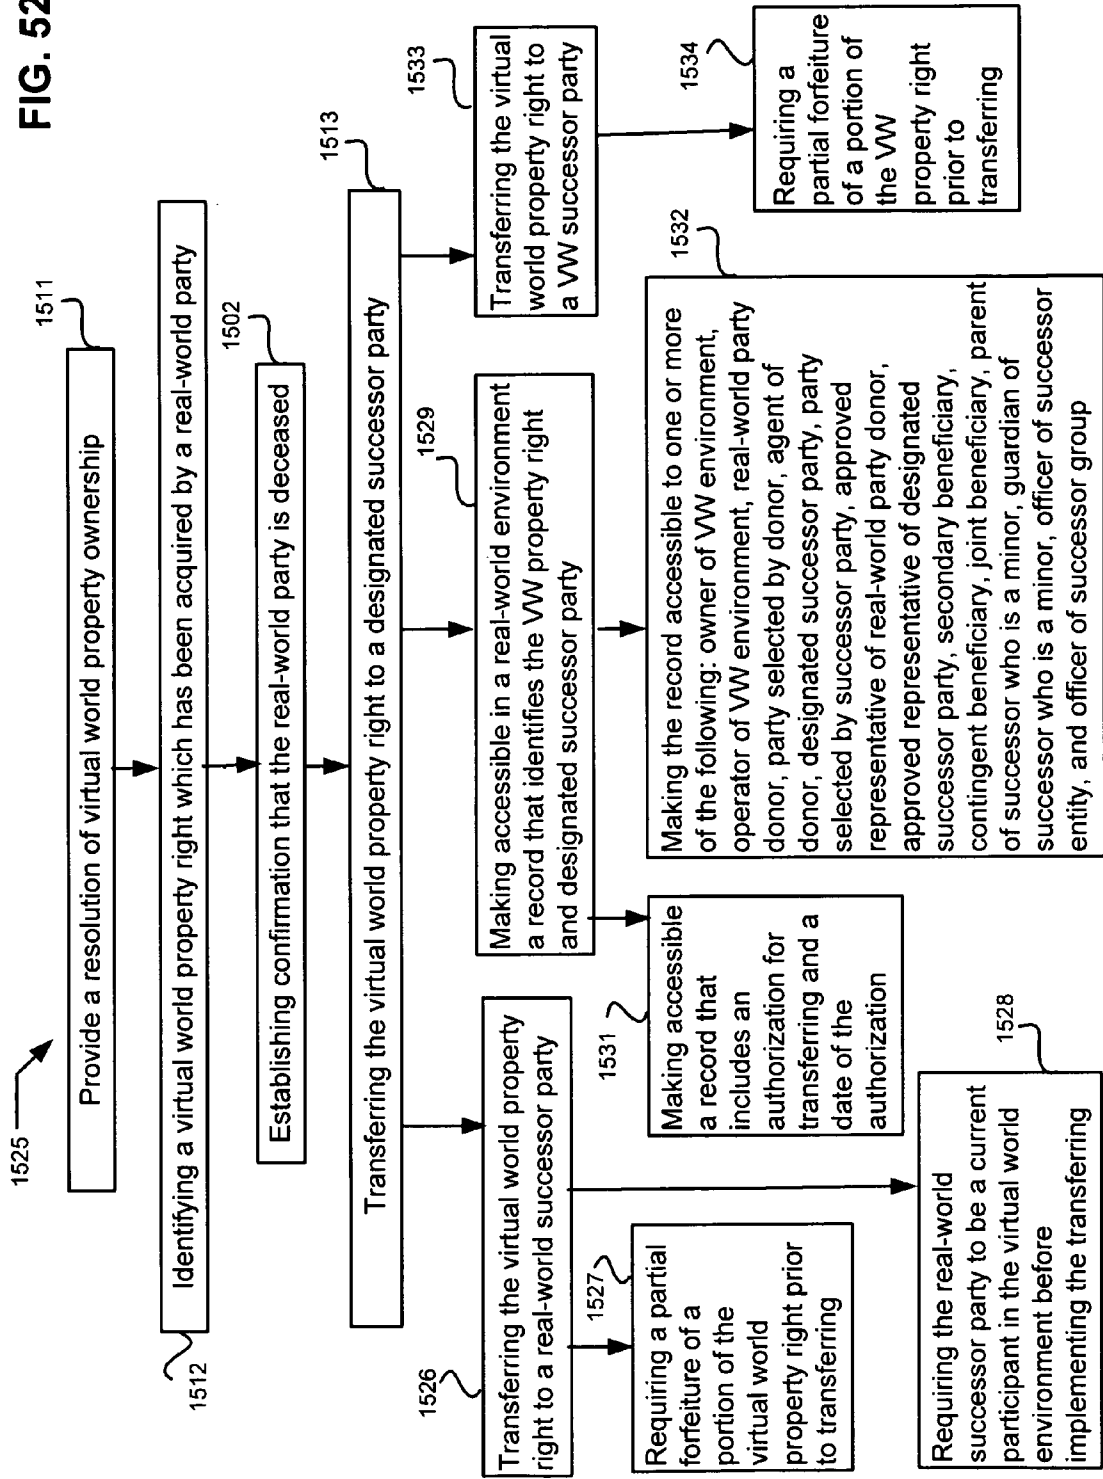 FIG. 52
1525
Provide a resolution of virtual world property ownership
1511
Identifying a virtual world property right which has been acquired by a real-world party
1512
Establishing confirmation that the real-world party is deceased
1502
Transferring the virtual world property right to a designated successor party
1513
1526
Transferring the virtual world property
right to a real-world successor party
1529
Making accessible in a real-world environment
a record that identifies the VW property right
and designated successor party
1533
Transferring the virtual
world property right to
a VW successor party
1527
Requiring a partial
forfeiture of a
portion of the
virtual world
property right prior
to transferring
1528
Requiring the real-world
successor party to be a current
participant in the virtual world
environment before
implementing the transferring
1531
Making accessible
a record that
includes an
authorization for
transferring and a
date of the
authorization
1532
Making the record accessible to one or more
of the following: owner of VW environment,
operator of VW environment, real-world party
donor, party selected by donor, agent of
donor, designated successor party, party
selected by successor party, approved
representative of real-world party donor,
approved representative of designated
successor party, secondary beneficiary,
contingent beneficiary, joint beneficiary, parent
of successor who is a minor, guardian of
successor who is a minor, officer of successor
entity, and officer of successor group
1534
Requiring a
partial forfeiture
of a portion of
the VW
property right
prior to
transferring